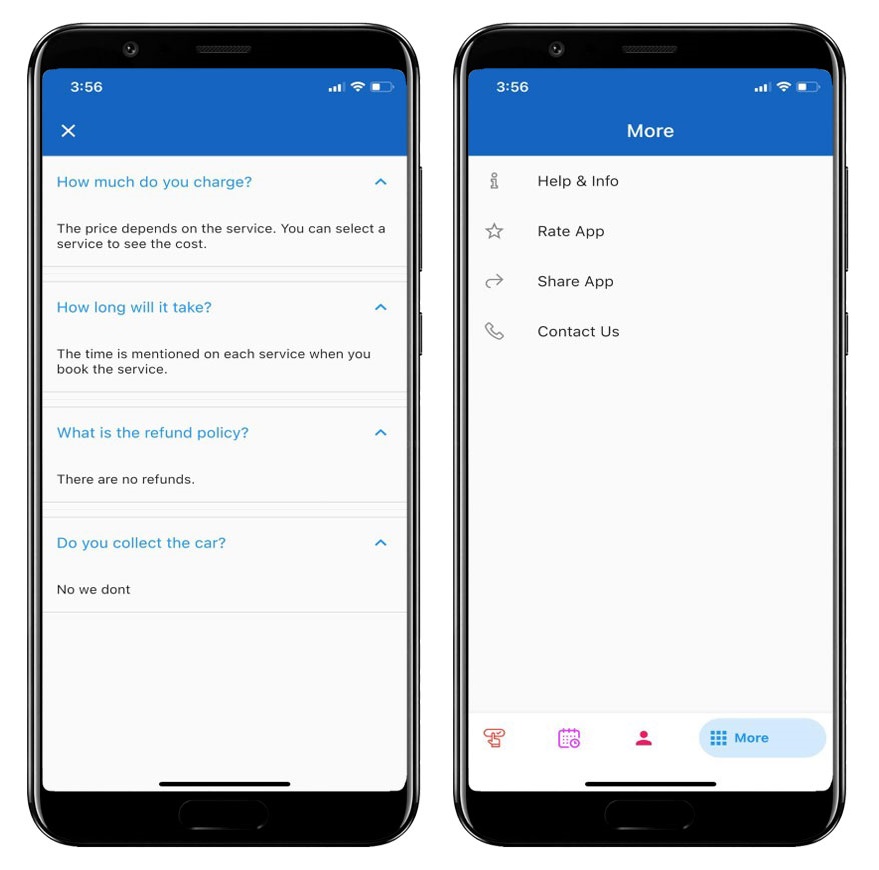 3:56
How much do you charge?
The price depends on the service. You can select a
service to see the cost.
How long will it take?
The time is mentioned on each service when you
book the service.
What is the refund policy?
There are no refunds.
Do you collect the car?
No we dont
3:56
More
Help & Info
Rate App
Share App
Contact Us
More